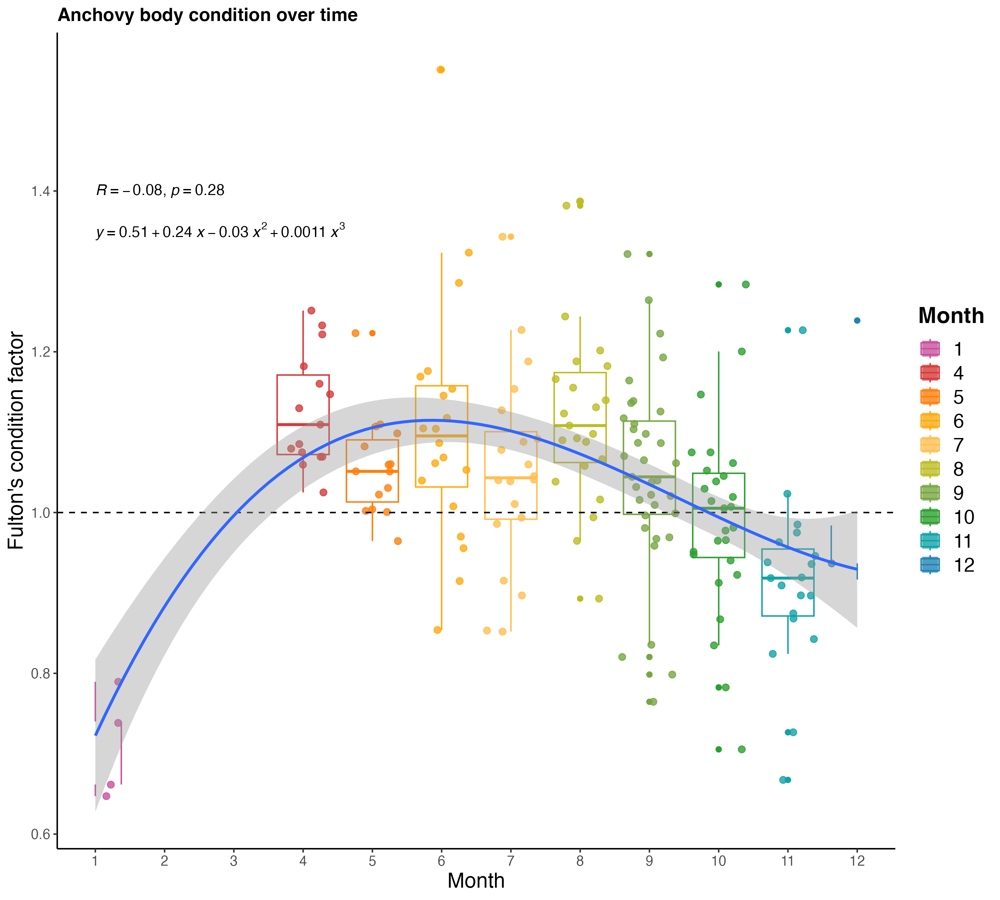 Anchovy body condition over time
R = −0.08, p = 0.28
y = 0.51 + 0.24 x − 0.03 x² + 0.0011 x³
Fulton's condition factor
1.4
1.2
1.0
0.8
0.6
1 2 3 4 5 6 7 8 9 10 11 12
Month
Month
1
4
5
6
7
8
9
10
11
12